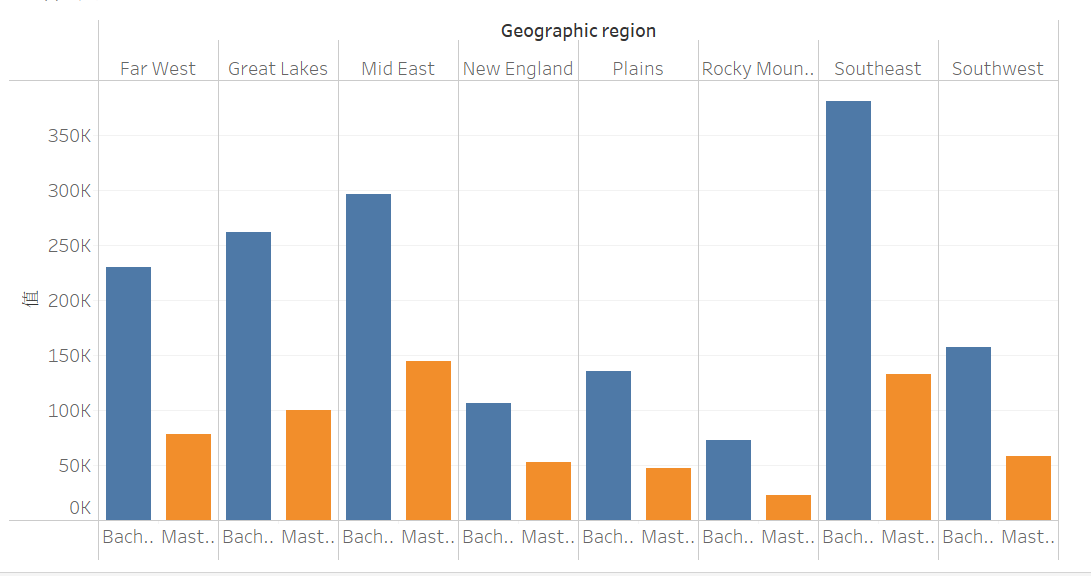 Geographic region
Far West Great Lakes Mid East New England Plains Rocky Moun.. Southeast Southwest
350K
300K
250K
200K
150K
100K
50K
0K
值
Bach.. Mast.. Bach.. Mast.. Bach.. Mast.. Bach.. Mast.. Bach.. Mast.. Bach.. Mast.. Bach.. Mast.. Bach.. Mast..